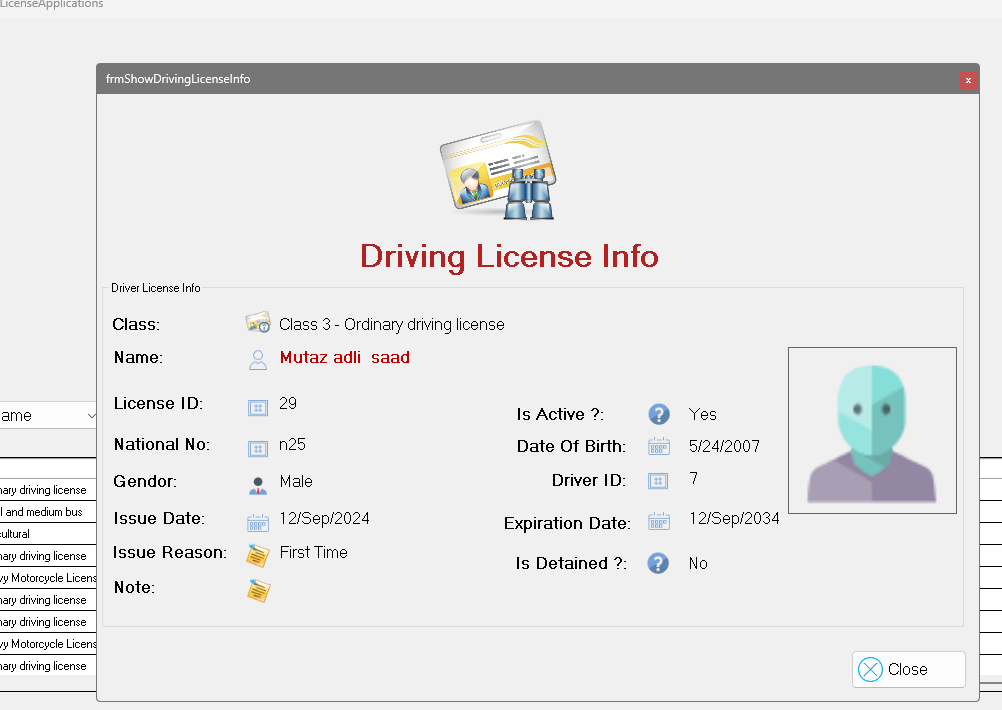 LicenseApplications
frmShowDrivingLicenseInfo
x
Driving License Info
Driver License Info
Class: Class 3 - Ordinary driving license
Name: Mutaz adli saad
License ID: 29
National No: n25
Gendor: Male
Issue Date: 12/Sep/2024
Issue Reason: First Time
Note:
Is Active ?: Yes
Date Of Birth: 5/24/2007
Driver ID: 7
Expiration Date: 12/Sep/2034
Is Detained ?: No
Close
ame
nary driving license
l and medium bus
cultural
nary driving license
vy Motorcycle Licens
nary driving license
nary driving license
vy Motorcycle Licens
nary driving license